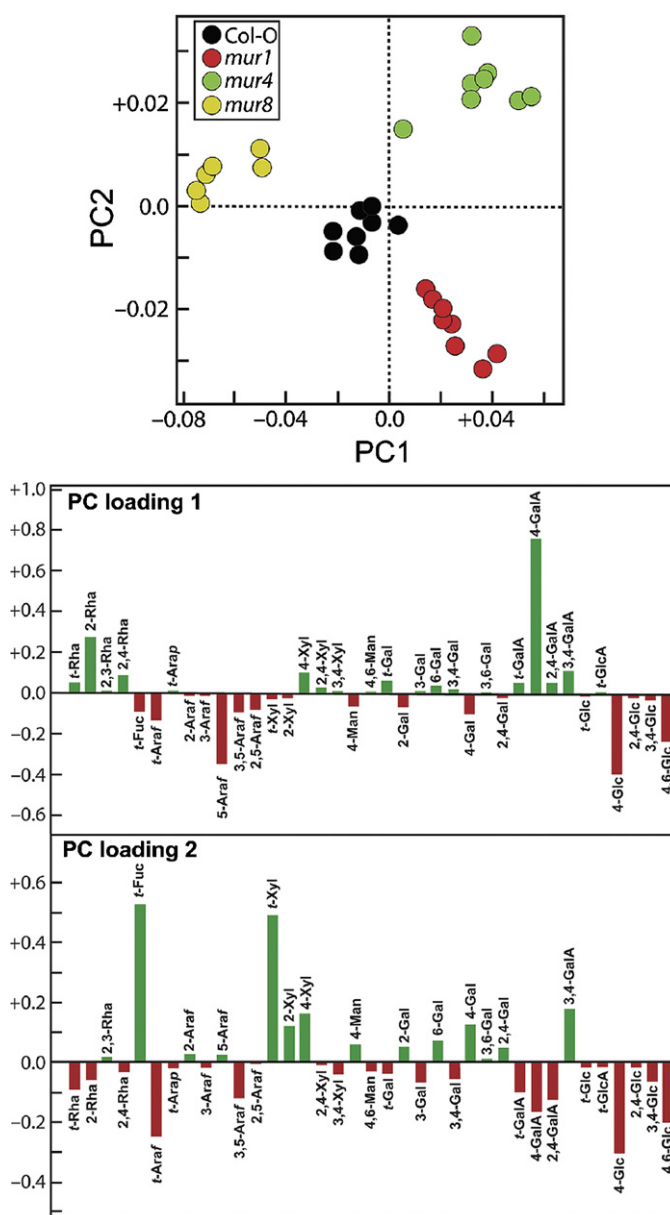 Col-O
mur1
mur4
mur8
+0.02
0.0
−0.02
PC2
−0.08
−0.04
0.0
+0.04
PC1
PC loading 1
+1.0
+0.8
+0.6
+0.4
+0.2
0.0
−0.2
−0.4
−0.6
t-Rha
2-Rha
2,3-Rha
2,4-Rha
t-Fuc
t-Araf
t-Arap
2-Araf
3-Araf
5-Araf
3,5-Araf
2,5-Araf
t-Xyl
2-Xyl
4-Xyl
2,4-Xyl
3,4-Xyl
4-Man
4,6-Man
t-Gal
2-Gal
3-Gal
6-Gal
3,4-Gal
4-Gal
3,6-Gal
2,4-Gal
t-GalA
4-GalA
2,4-GalA
3,4-GalA
t-Glc
t-GlcA
4-Glc
2,4-Glc
3,4-Glc
4,6-Glc
PC loading 2
+0.6
+0.4
+0.2
0.0
−0.2
−0.4
t-Rha
2-Rha
2,3-Rha
2,4-Rha
t-Fuc
t-Araf
t-Arap
2-Araf
3-Araf
5-Araf
3,5-Araf
2,5-Araf
t-Xyl
2-Xyl
4-Xyl
2,4-Xyl
3,4-Xyl
4-Man
4,6-Man
t-Gal
2-Gal
3-Gal
6-Gal
3,4-Gal
4-Gal
3,6-Gal
2,4-Gal
t-GalA
4-GalA
2,4-GalA
3,4-GalA
t-Glc
t-GlcA
4-Glc
2,4-Glc
3,4-Glc
4,6-Glc